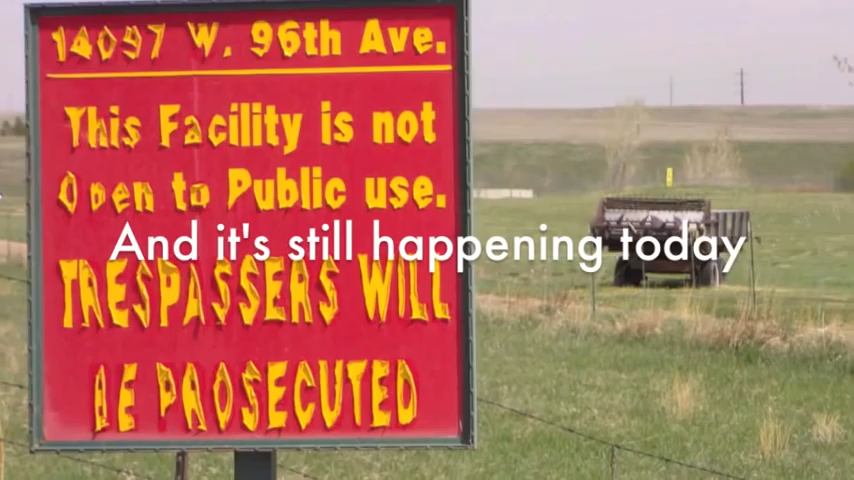 14097 W. 96th Ave.
This Facility is not
Open to Public use.
And it's still happening today
TRESPASSERS WILL
BE PROSECUTED